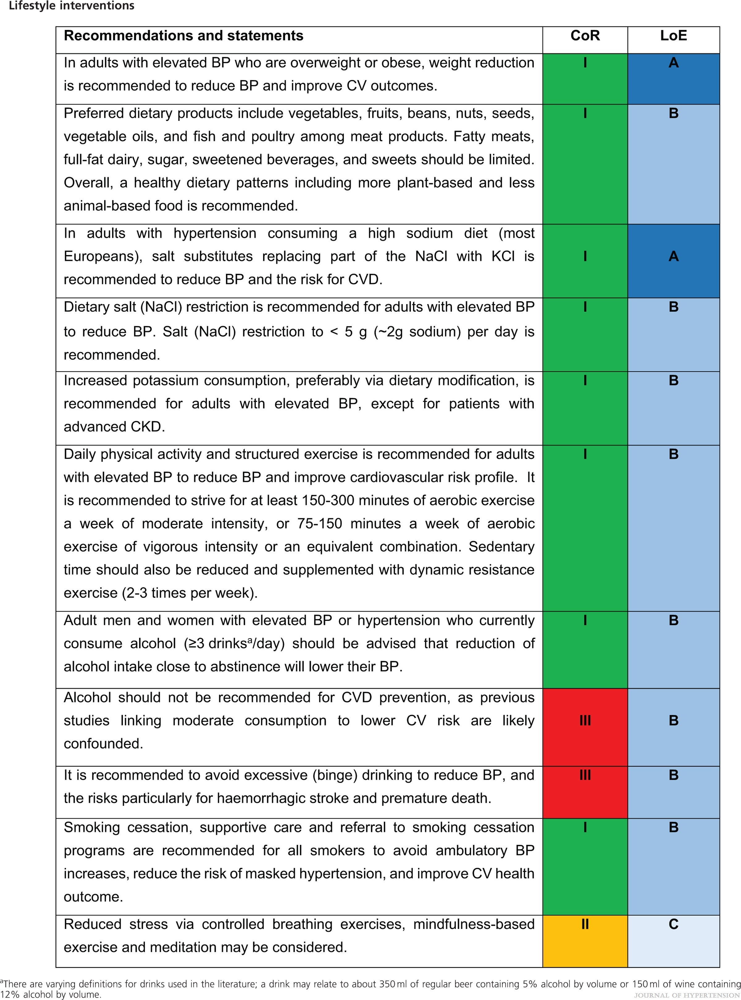 Lifestyle interventions
Recommendations and statements CoR LoE
In adults with elevated BP who are overweight or obese, weight reduction I A
is recommended to reduce BP and improve CV outcomes.
Preferred dietary products include vegetables, fruits, beans, nuts, seeds, I B
vegetable oils, and fish and poultry among meat products. Fatty meats,
full-fat dairy, sugar, sweetened beverages, and sweets should be limited.
Overall, a healthy dietary patterns including more plant-based and less
animal-based food is recommended.
In adults with hypertension consuming a high sodium diet (most
Europeans), salt substitutes replacing part of the NaCl with KCl is I A
recommended to reduce BP and the risk for CVD.
Dietary salt (NaCl) restriction is recommended for adults with elevated BP I B
to reduce BP. Salt (NaCl) restriction to < 5 g (~2g sodium) per day is
recommended.
Increased potassium consumption, preferably via dietary modification, is I B
recommended for adults with elevated BP, except for patients with
advanced CKD.
Daily physical activity and structured exercise is recommended for adults I B
with elevated BP to reduce BP and improve cardiovascular risk profile. It
is recommended to strive for at least 150-300 minutes of aerobic exercise
a week of moderate intensity, or 75-150 minutes a week of aerobic
exercise of vigorous intensity or an equivalent combination. Sedentary
time should also be reduced and supplemented with dynamic resistance
exercise (2-3 times per week).
Adult men and women with elevated BP or hypertension who currently I B
consume alcohol (≥3 drinksᵃ/day) should be advised that reduction of
alcohol intake close to abstinence will lower their BP.
Alcohol should not be recommended for CVD prevention, as previous
studies linking moderate consumption to lower CV risk are likely III B
confounded.
It is recommended to avoid excessive (binge) drinking to reduce BP, and III B
the risks particularly for haemorrhagic stroke and premature death.
Smoking cessation, supportive care and referral to smoking cessation I B
programs are recommended for all smokers to avoid ambulatory BP
increases, reduce the risk of masked hypertension, and improve CV health
outcome.
Reduced stress via controlled breathing exercises, mindfulness-based II C
exercise and meditation may be considered.
ᵃThere are varying definitions for drinks used in the literature; a drink may relate to about 350 ml of regular beer containing 5% alcohol by volume or 150 ml of wine containing
12% alcohol by volume.
JOURNAL OF HYPERTENSION